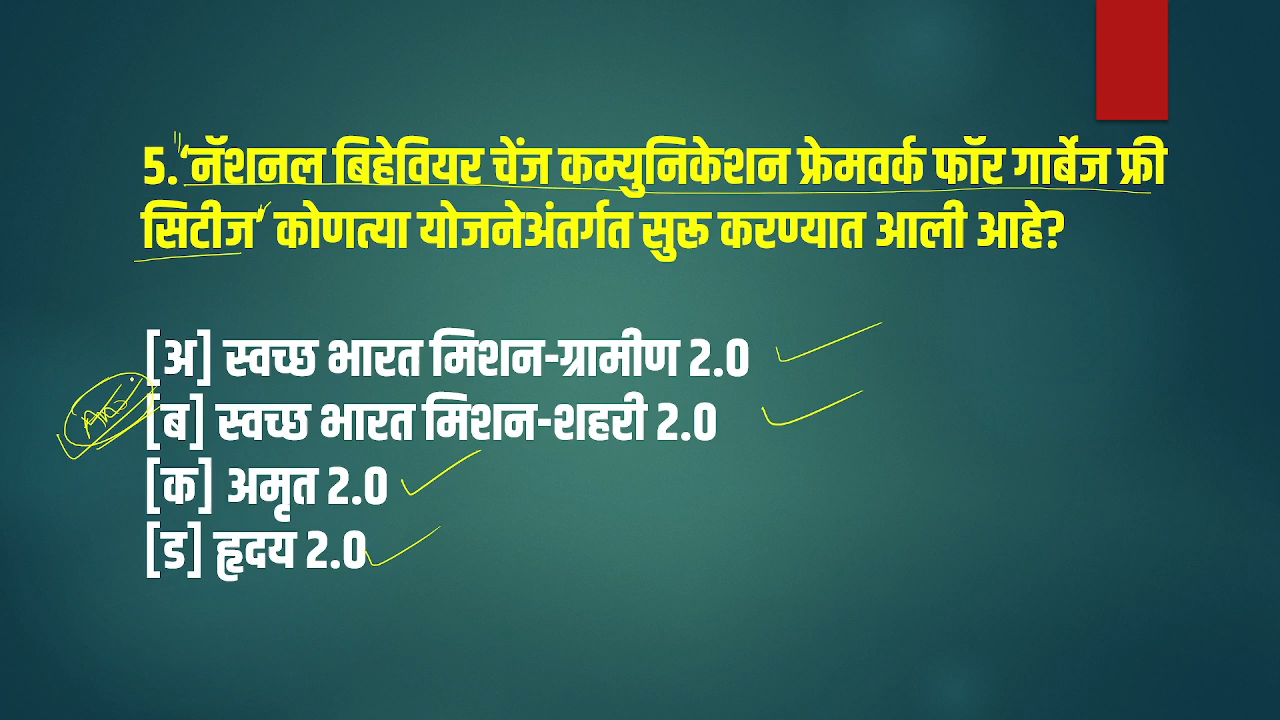 5.‘नॅशनल बिहेवियर चेंज कम्युनिकेशन फ्रेमवर्क फॉर गार्बेज फ्री
सिटीज’ कोणत्या योजनेअंतर्गत सुरू करण्यात आली आहे?
[अ] स्वच्छ भारत मिशन-ग्रामीण 2.0
Ans.
[ब] स्वच्छ भारत मिशन-शहरी 2.0
[क] अमृत 2.0
[ड] हृदय 2.0